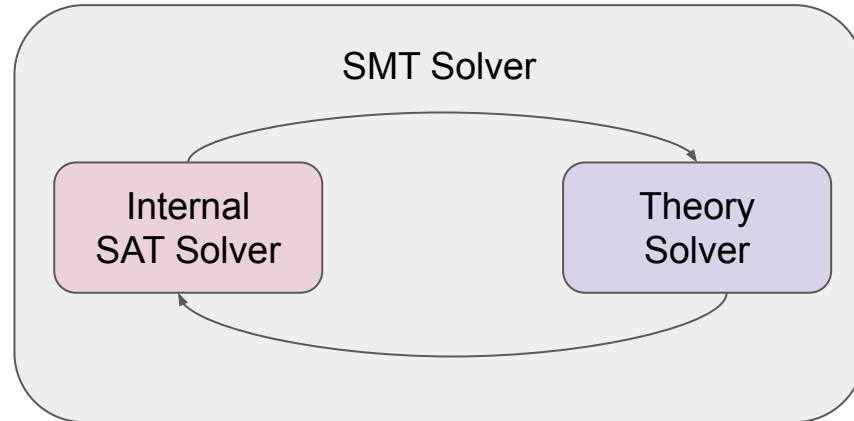 SMT Solver
Internal
SAT Solver
Theory
Solver